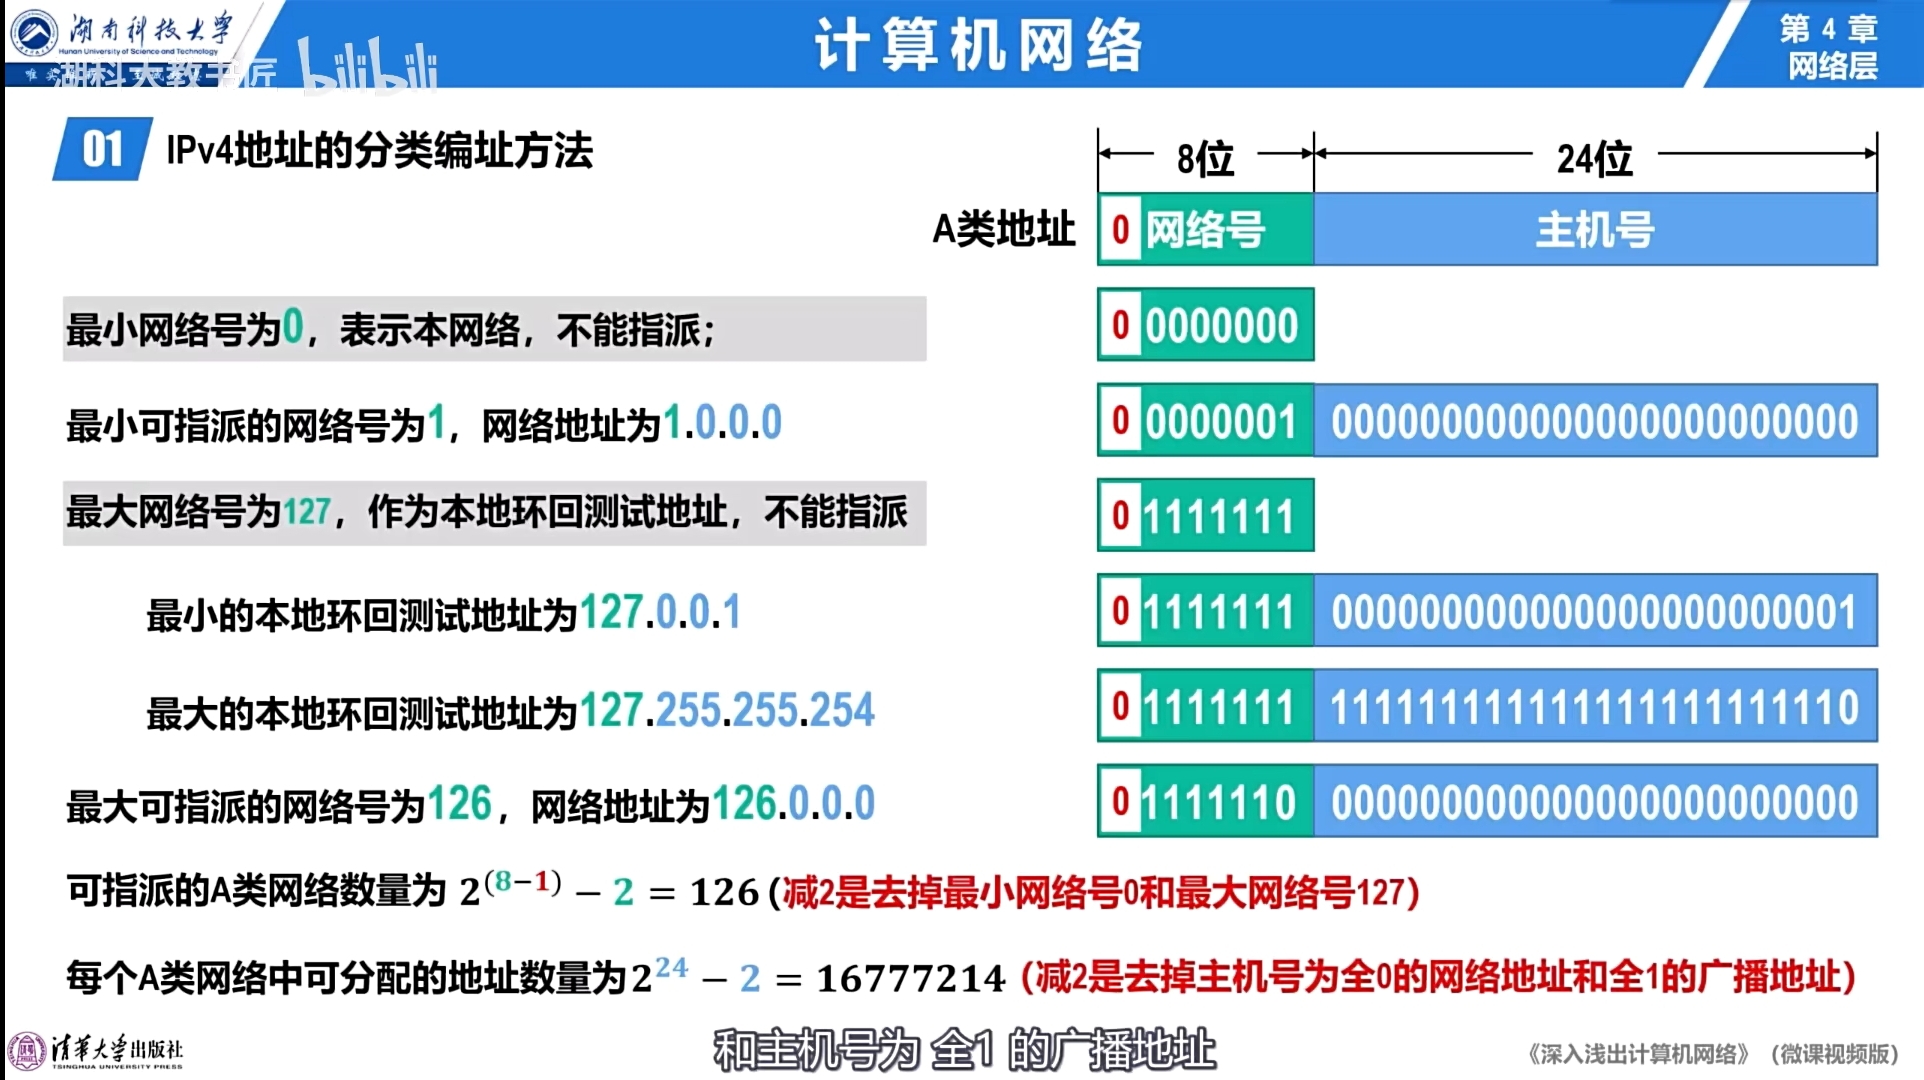 湖南科技大学
Hunan University of Science and Technology
湖科大教书匠 bilibili
计算机网络
第 4 章
网络层
01 IPv4地址的分类编址方法
8位 24位
A类地址 0 网络号 主机号
最小网络号为0，表示本网络，不能指派；
0 0000000
最小可指派的网络号为1，网络地址为1.0.0.0
0 0000001 000000000000000000000000
最大网络号为127，作为本地环回测试地址，不能指派
0 1111111
最小的本地环回测试地址为127.0.0.1
0 1111111 000000000000000000000001
最大的本地环回测试地址为127.255.255.254
0 1111111 111111111111111111111110
最大可指派的网络号为126，网络地址为126.0.0.0
0 1111110 000000000000000000000000
可指派的A类网络数量为 2^(8−1) − 2 = 126 (减2是去掉最小网络号0和最大网络号127)
每个A类网络中可分配的地址数量为2^24 − 2 = 16777214 (减2是去掉主机号为全0的网络地址和全1的广播地址)
和主机号为 全1 的广播地址
清华大学出版社
TSINGHUA UNIVERSITY PRESS
《深入浅出计算机网络》（微课视频版）